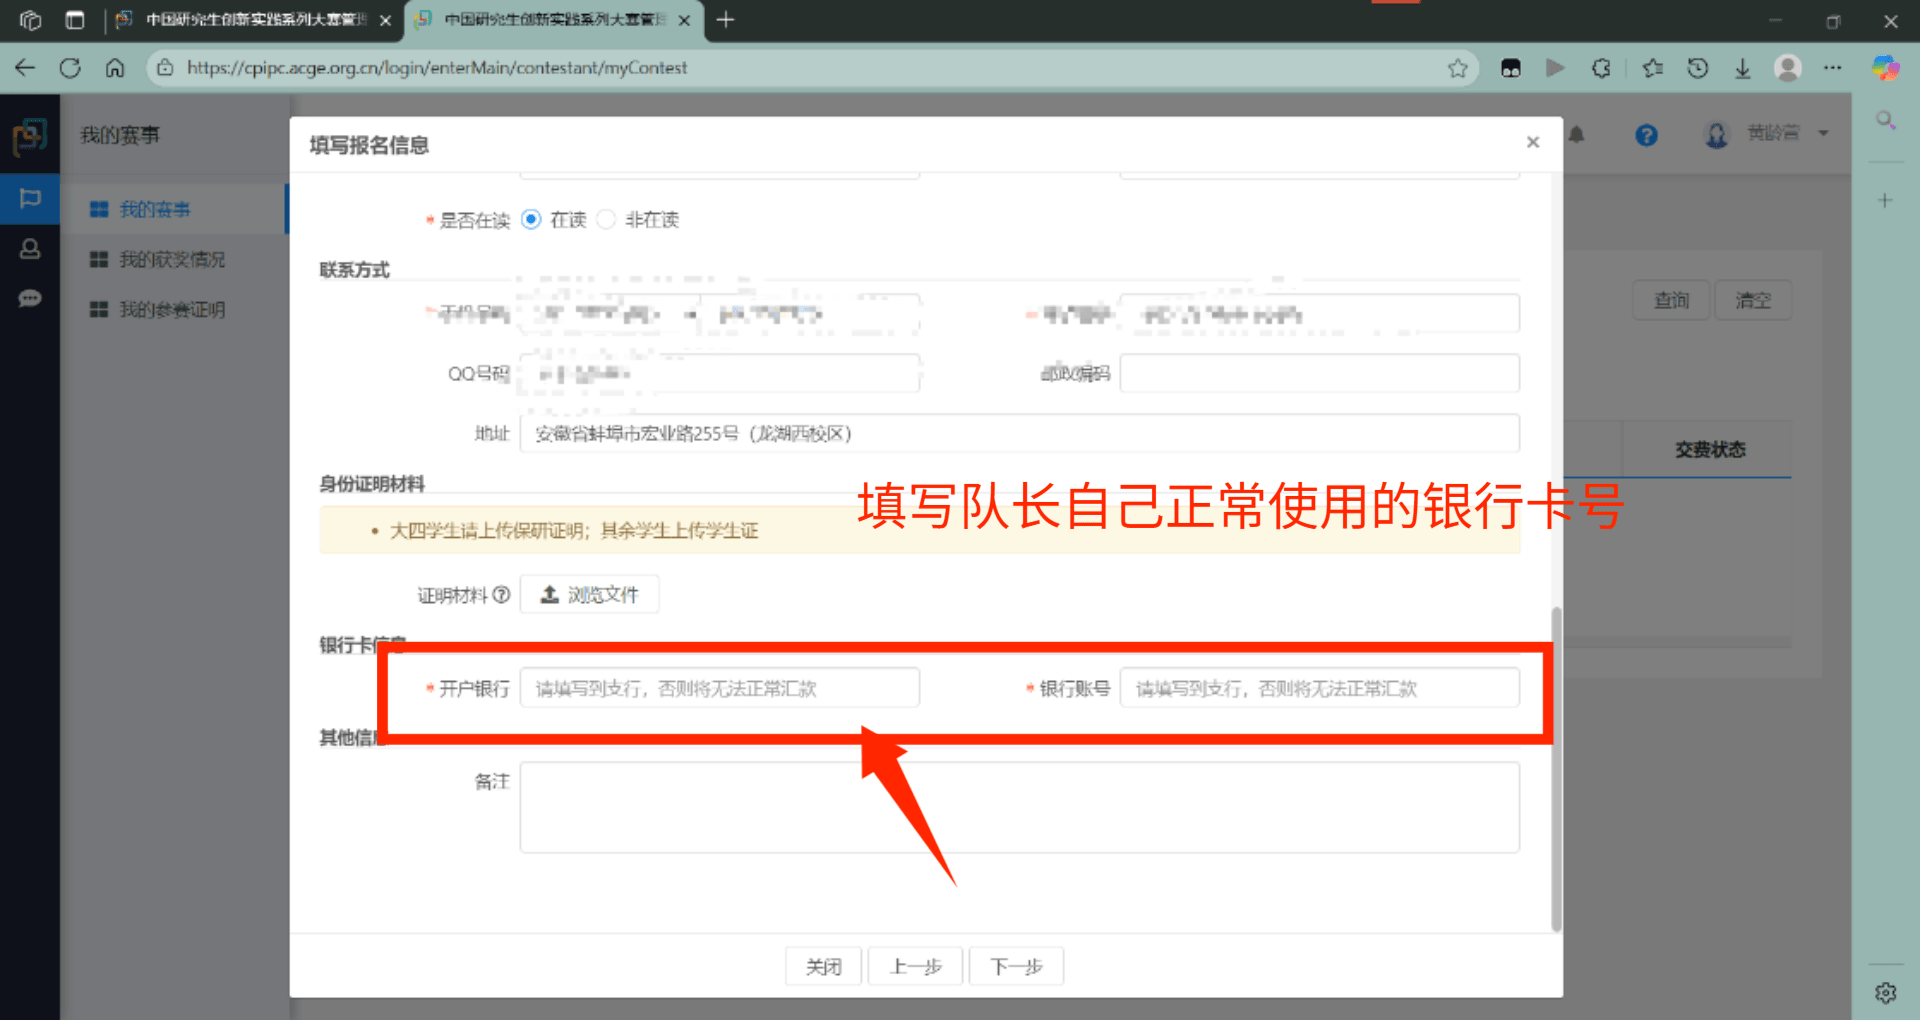 中国研究生创新实践系列大赛管理
中国研究生创新实践系列大赛管理
https://cpipc.acge.org.cn/login/enterMain/contestant/myContest
我的赛事
填写报名信息
黄龄萱
我的赛事
我的获奖情况
我的参赛证明
* 是否在读 在读 非在读
联系方式
QQ号码
邮政编码
查询 清空
地址 安徽省蚌埠市宏业路255号（龙湖西校区）
交费状态
身份证明材料
填写队长自己正常使用的银行卡号
• 大四学生请上传保研证明；其余学生上传学生证
证明材料 浏览文件
银行卡信息
* 开户银行 请填写到支行，否则将无法正常汇款
* 银行账号 请填写到支行，否则将无法正常汇款
其他信息
备注
关闭 上一步 下一步